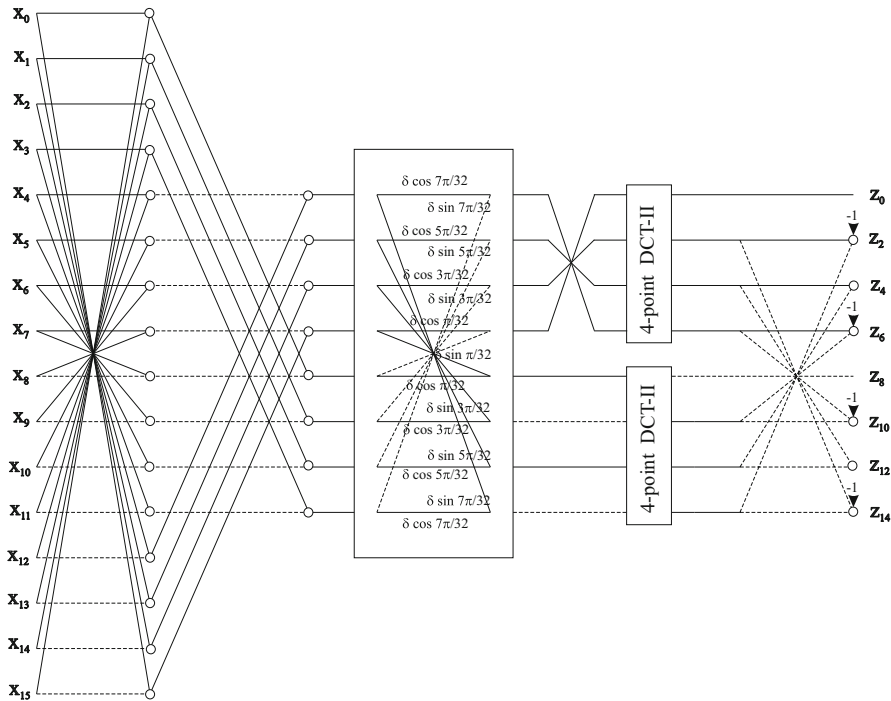 X0
X1
X2
X3
X4
X5
X6
X7
X8
X9
X10
X11
X12
X13
X14
X15
δ cos 7π/32
δ sin 7π/32
δ cos 5π/32
δ sin 5π/32
δ cos 3π/32
δ sin 3π/32
δ cos π/32
δ sin π/32
δ cos π/32
δ sin 3π/32
δ cos 3π/32
δ sin 5π/32
δ cos 5π/32
δ sin 7π/32
δ cos 7π/32
4-point DCT-II
4-point DCT-II
Z0
-1
Z2
Z4
-1
Z6
Z8
-1
Z10
Z12
-1
Z14